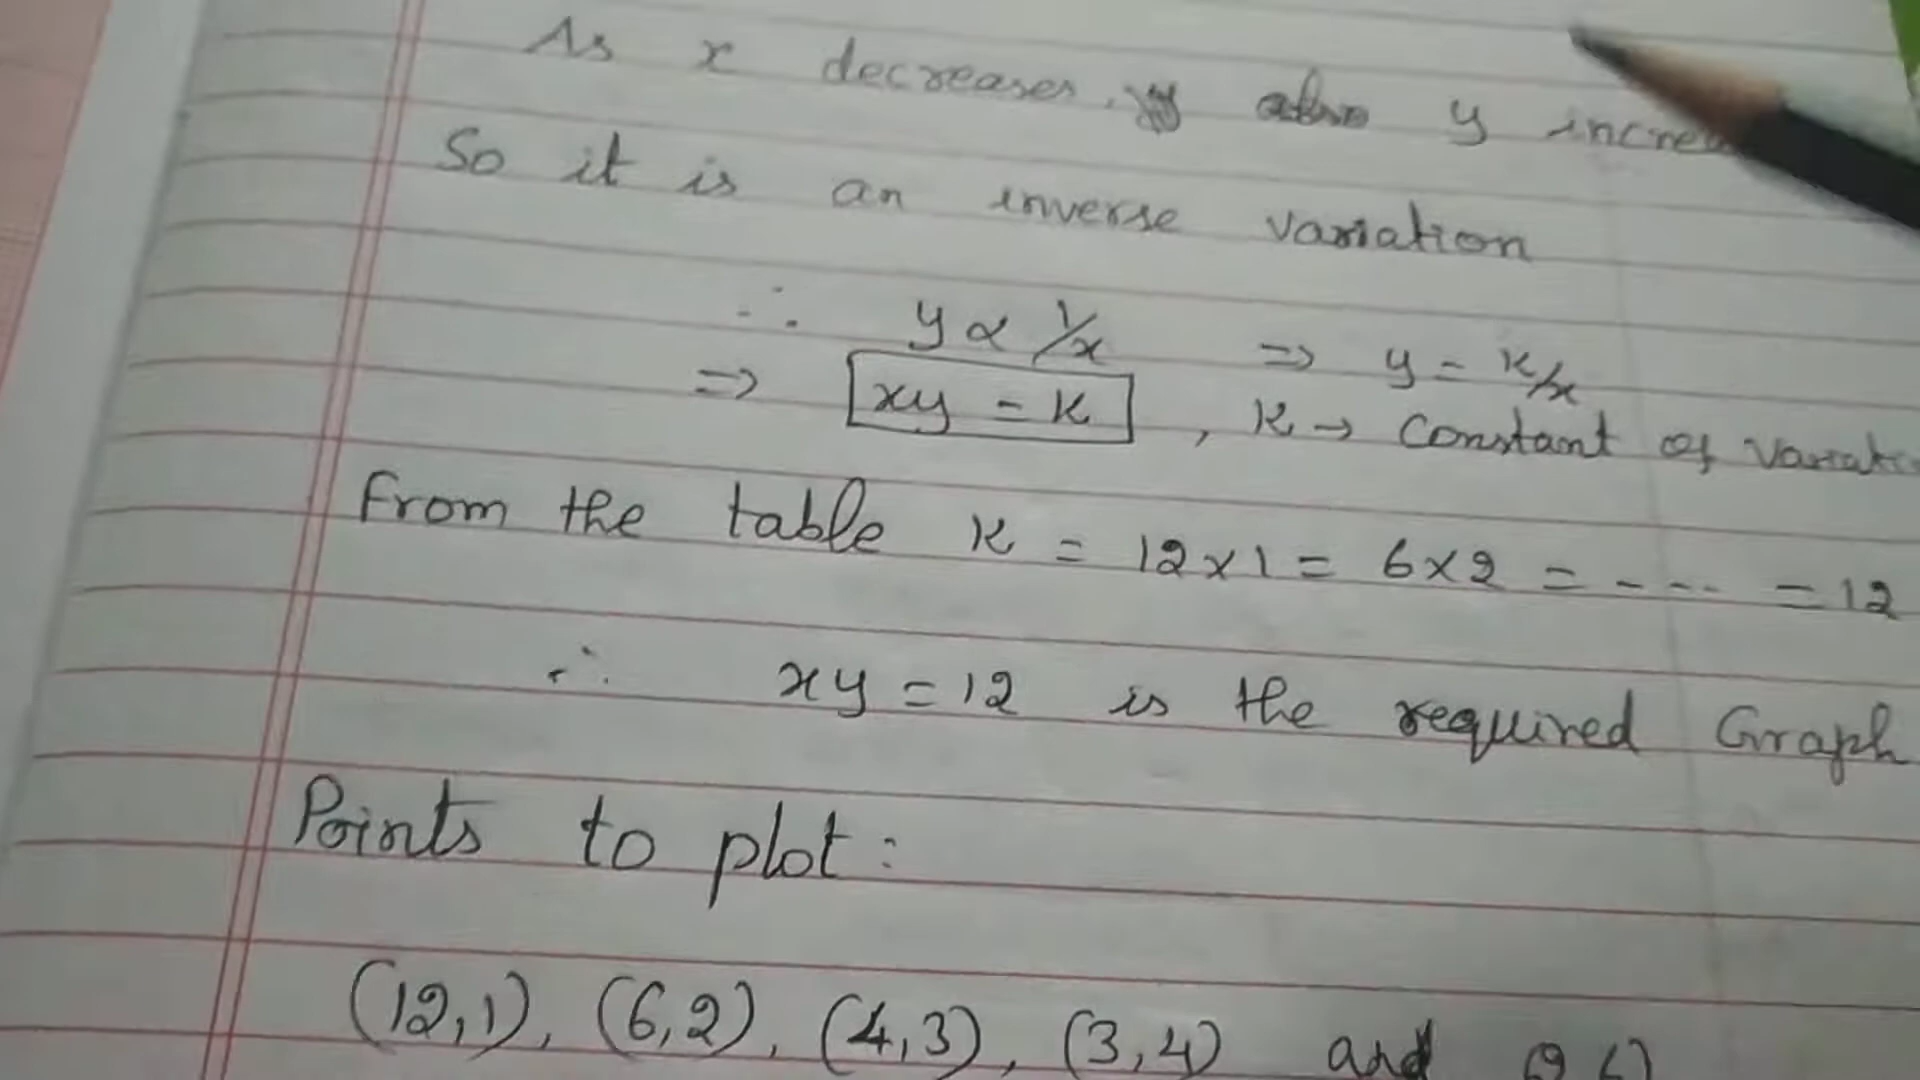 As x decreases, y
So it is an inverse variation
∴ y ∝ 1/x ⇒ y = k/x
⇒ xy = k , k → Constant of
From the table k = 12×1 = 6×2 = ---- = 12
∴ xy = 12 is the required Graph
Points to plot:
(12,1), (6,2), (4,3), (3,4) and